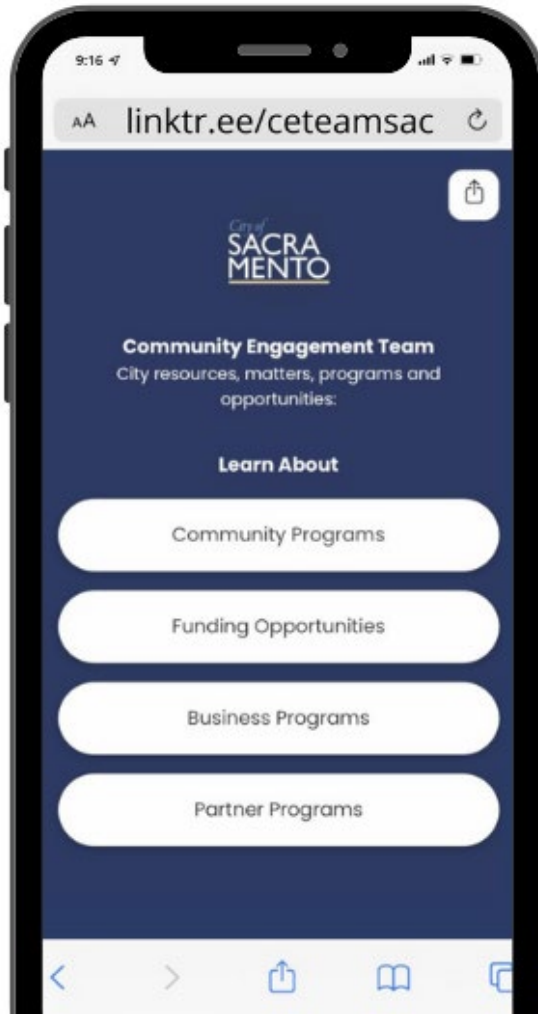 9:16
AA linktr.ee/ceteamsac
City of
SACRA
MENTO
Community Engagement Team
City resources, matters, programs and
opportunities:
Learn About
Community Programs
Funding Opportunities
Business Programs
Partner Programs